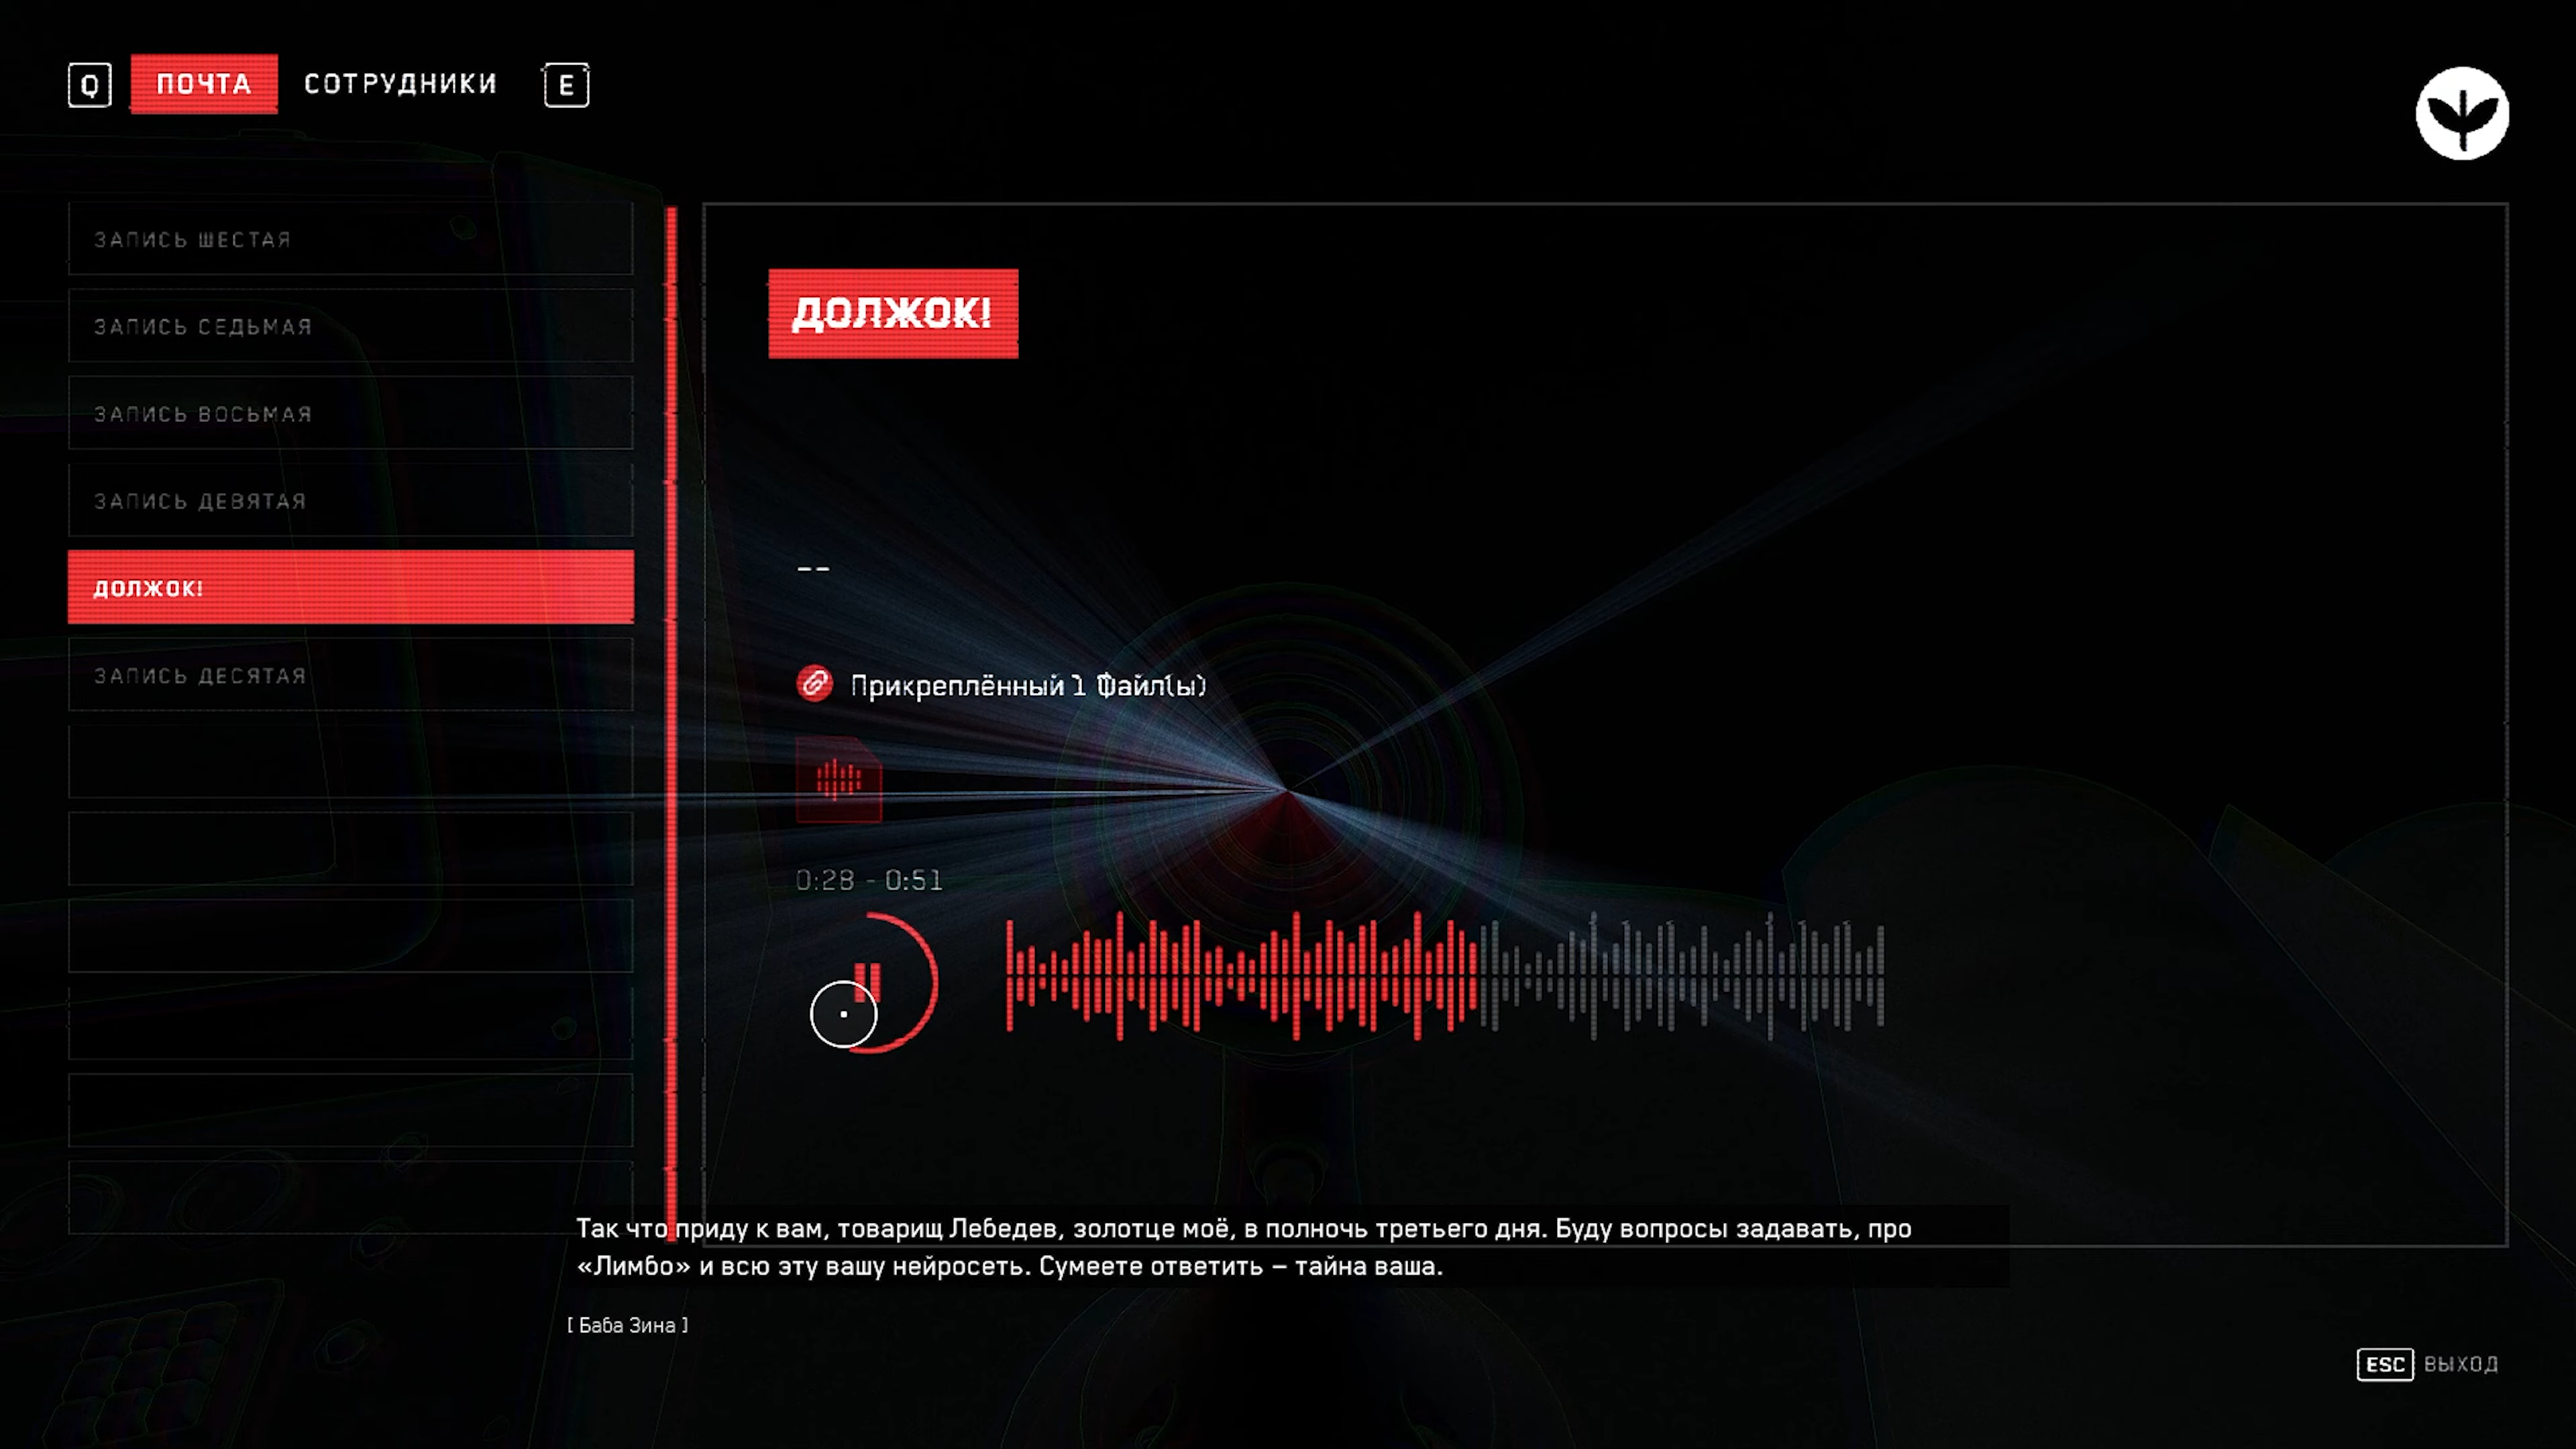 Q ПОЧТА СОТРУДНИКИ E
ЗАПИСЬ ШЕСТАЯ
ЗАПИСЬ СЕДЬМАЯ
ЗАПИСЬ ВОСЬМАЯ
ЗАПИСЬ ДЕВЯТАЯ
ДОЛЖОК!
ЗАПИСЬ ДЕСЯТАЯ
ДОЛЖОК!
--
Прикреплённый 1 Файл(ы)
0:28 - 0:51
Так что приду к вам, товарищ Лебедев, золотце моё, в полночь третьего дня. Буду вопросы задавать, про
«Лимбо» и всю эту вашу нейросеть. Сумеете ответить – тайна ваша.
[ Баба Зина ]
ESC ВЫХОД